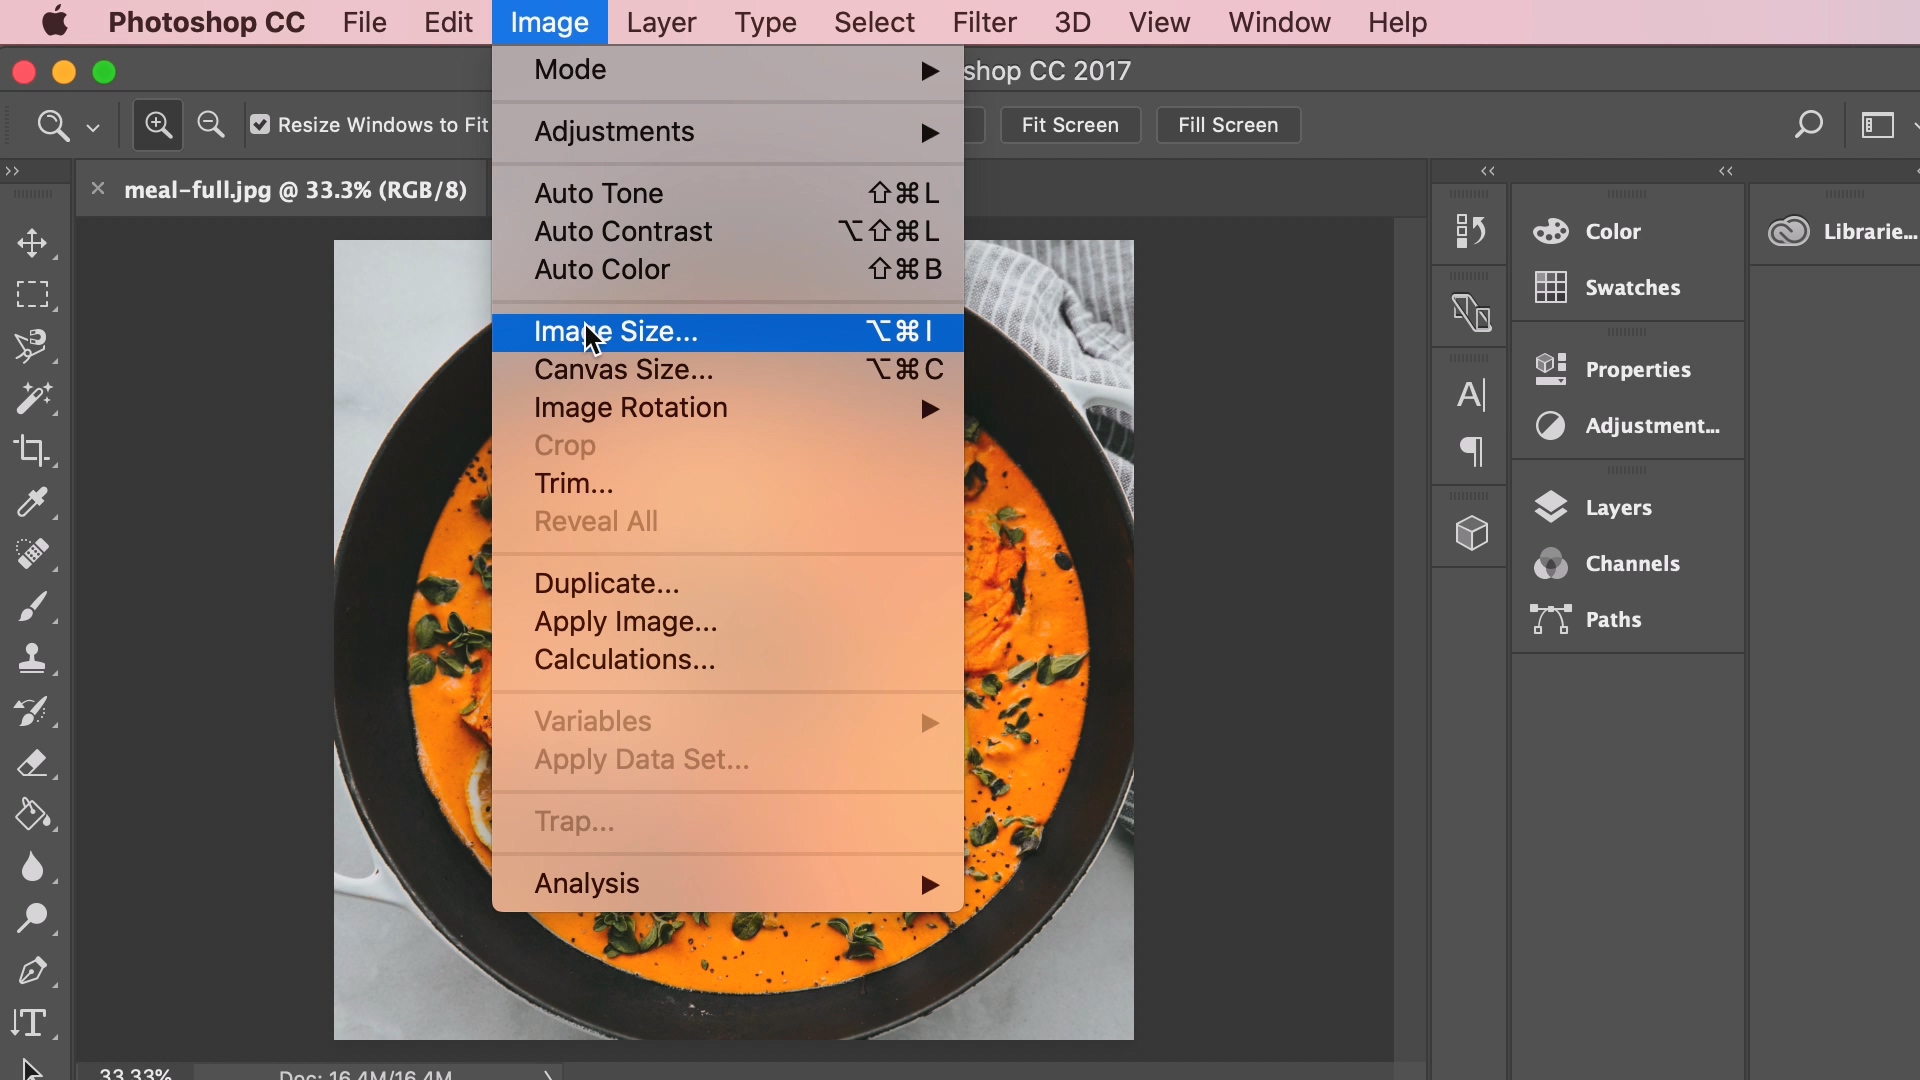 Photoshop CC File Edit Image Layer Type Select Filter 3D View Window Help
shop CC 2017
Resize Windows to Fit Fit Screen Fill Screen
meal-full.jpg @ 33.3% (RGB/8)
Mode
Adjustments
Auto Tone ⇧⌘L
Auto Contrast ⌥⇧⌘L
Auto Color ⇧⌘B
Image Size... ⌥⌘I
Canvas Size... ⌥⌘C
Image Rotation
Crop
Trim...
Reveal All
Duplicate...
Apply Image...
Calculations...
Variables
Apply Data Set...
Trap...
Analysis
Color
Swatches
Properties
Adjustment...
Layers
Channels
Paths
Librarie...
33.33% Doc: 16.4M/16.4M